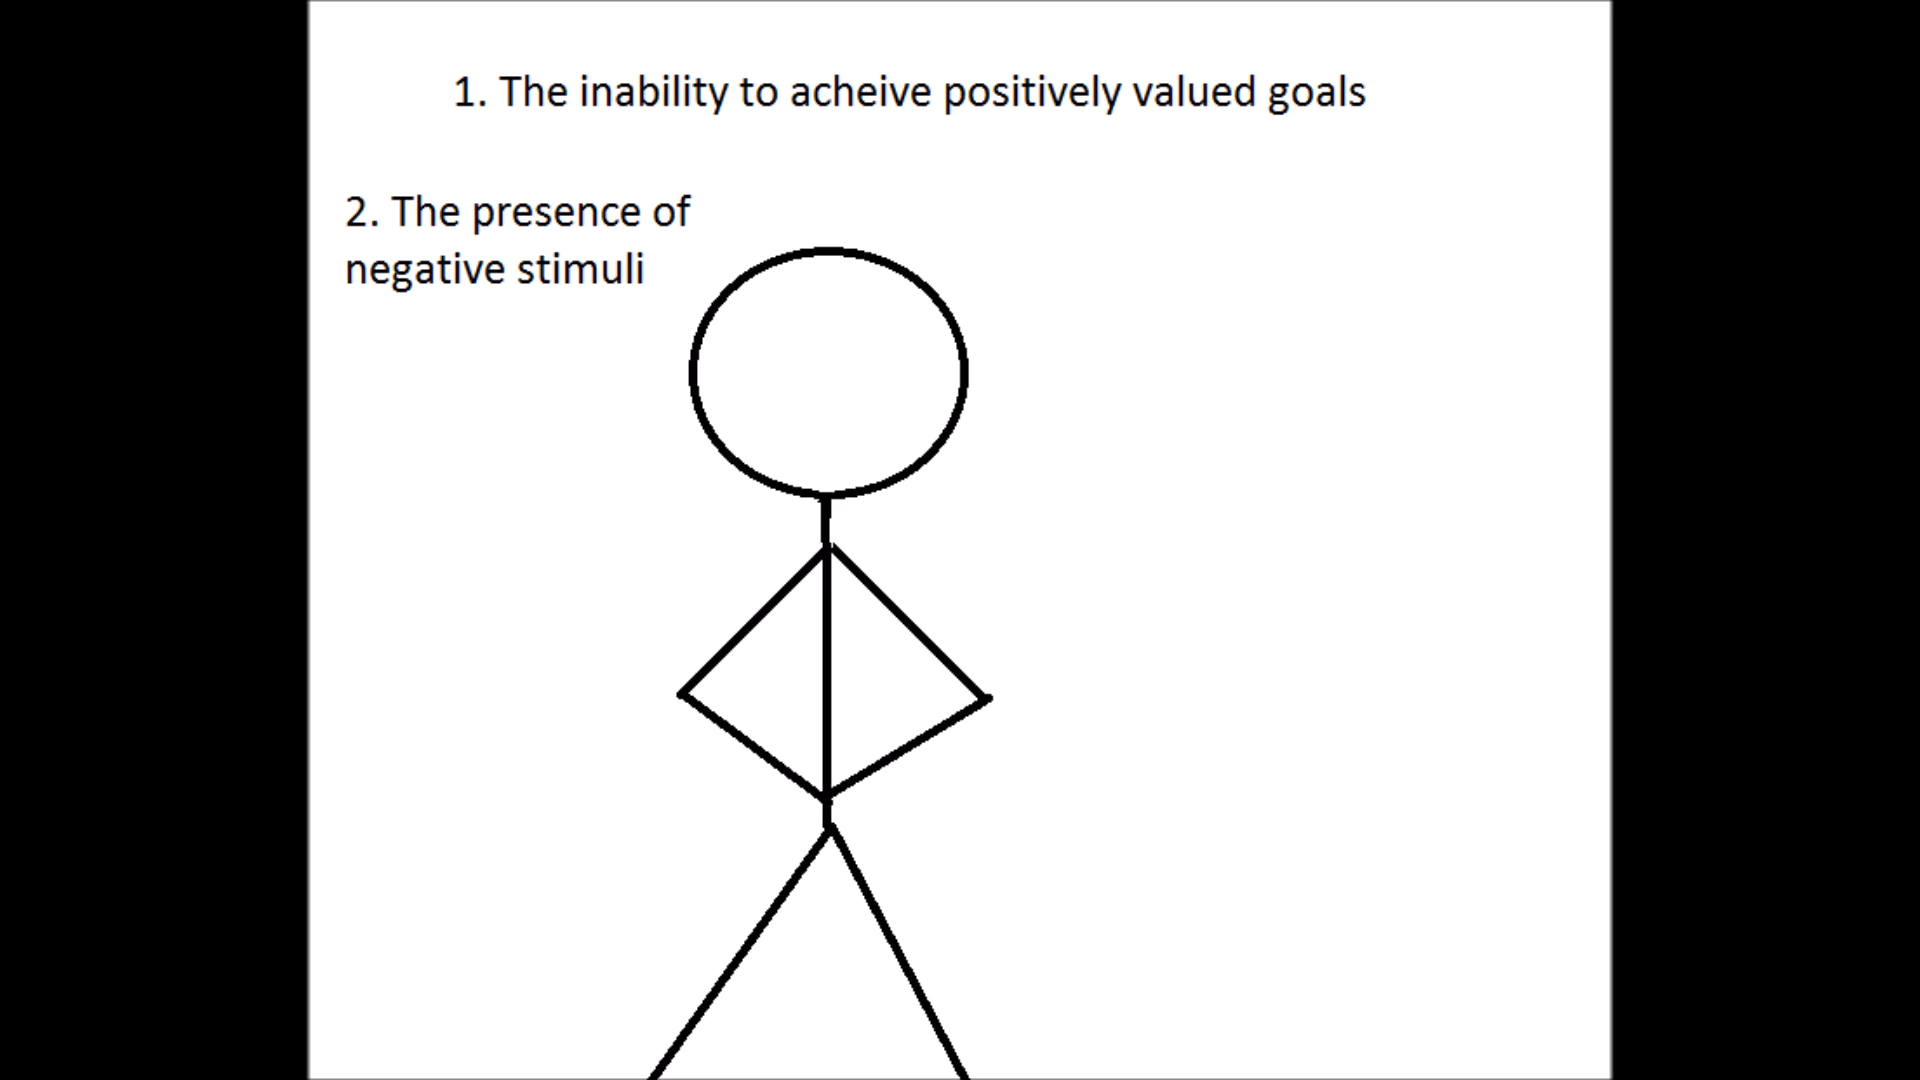 1. The inability to acheive positively valued goals
2. The presence of
negative stimuli